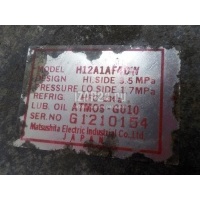 MODEL H12A1AF4DW
DESIGN HI.SIDE 3.5 MPa
PRESSURE LO SIDE 1.7 MPa
REFRIG.
LUB. OIL ATMOS-GU10
SER. NO G1210154
Matsushita Electric Industrial Co., Ltd.
JAPAN